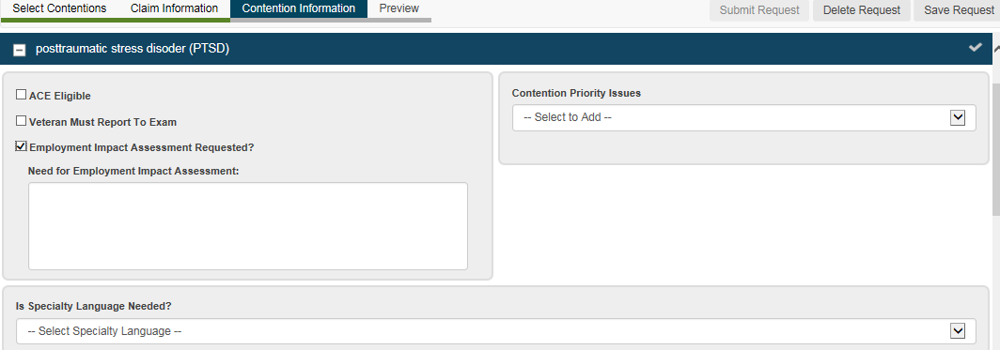 Select Contentions Claim Information Contention Information Preview Submit Request Delete Request Save Request
posttraumatic stress disoder (PTSD)
ACE Eligible
Veteran Must Report To Exam
Employment Impact Assessment Requested?
Need for Employment Impact Assessment:
Contention Priority Issues
-- Select to Add --
Is Specialty Language Needed?
-- Select Specialty Language --